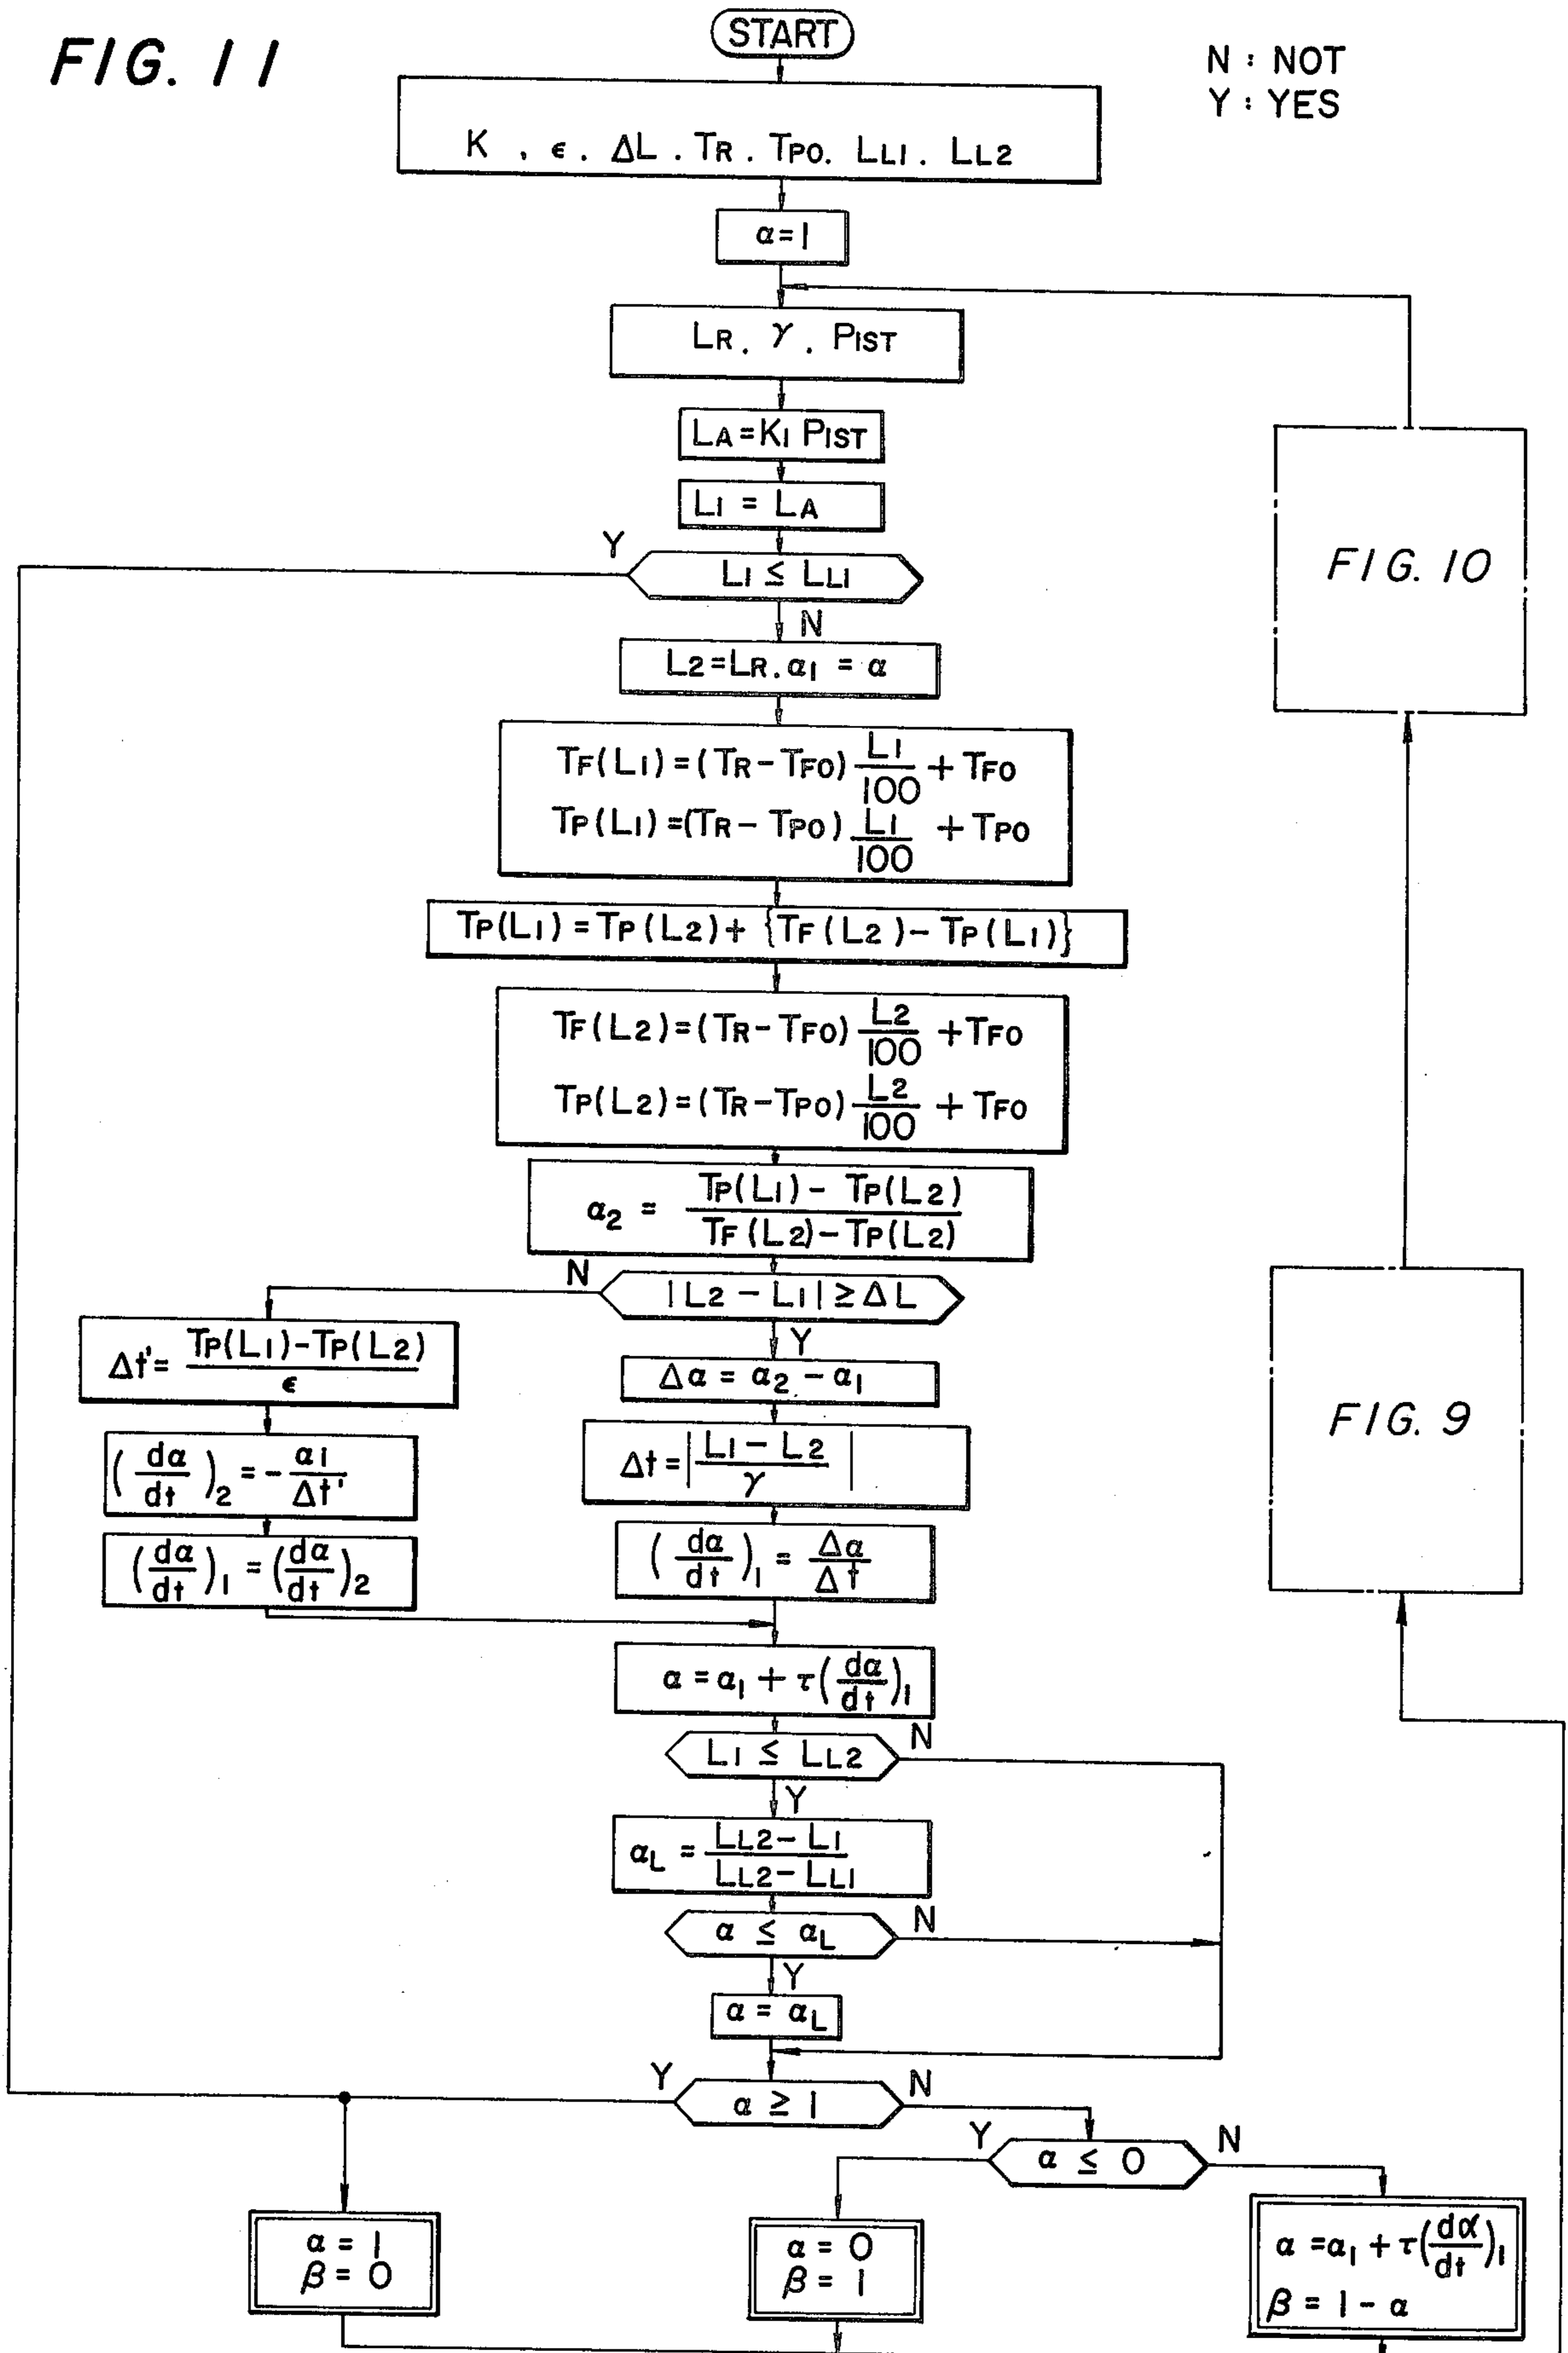 FIG. 11
START
N : NOT
Y : YES
K , ϵ . ΔL . TR . TPO . LL1 . LL2
α = 1
LR . γ . PIST
LA = K1 PIST
L1 = LA
Y
L1 ≤ LL1
N
FIG. 10
L2 = LR . α1 = α
TF(L1) = (TR − TFO) L1/100 + TFO
TP(L1) = (TR − TPO) L1/100 + TPO
TP(L1) = TP(L2) + {TF(L2) − TP(L1)}
TF(L2) = (TR − TFO) L2/100 + TFO
TP(L2) = (TR − TPO) L2/100 + TFO
α2 = TP(L1) − TP(L2) / TF(L2) − TP(L2)
N
|L2 − L1| ≥ ΔL
Y
Δt' = TP(L1) − TP(L2) / ϵ
Δα = α2 − α1
FIG. 9
(dα/dt)2 = − α1/Δt'
Δt = |L1 − L2 / γ|
(dα/dt)1 = (dα/dt)2
(dα/dt)1 = Δα/Δt
α = α1 + τ(dα/dt)1
L1 ≤ LL2
N
Y
αL = LL2 − L1 / LL2 − LL1
α ≤ αL
N
Y
α = αL
Y
α ≥ 1
N
Y
α ≤ 0
N
α = 1
β = 0
α = 0
β = 1
α = α1 + τ(dα/dt)1
β = 1 − α